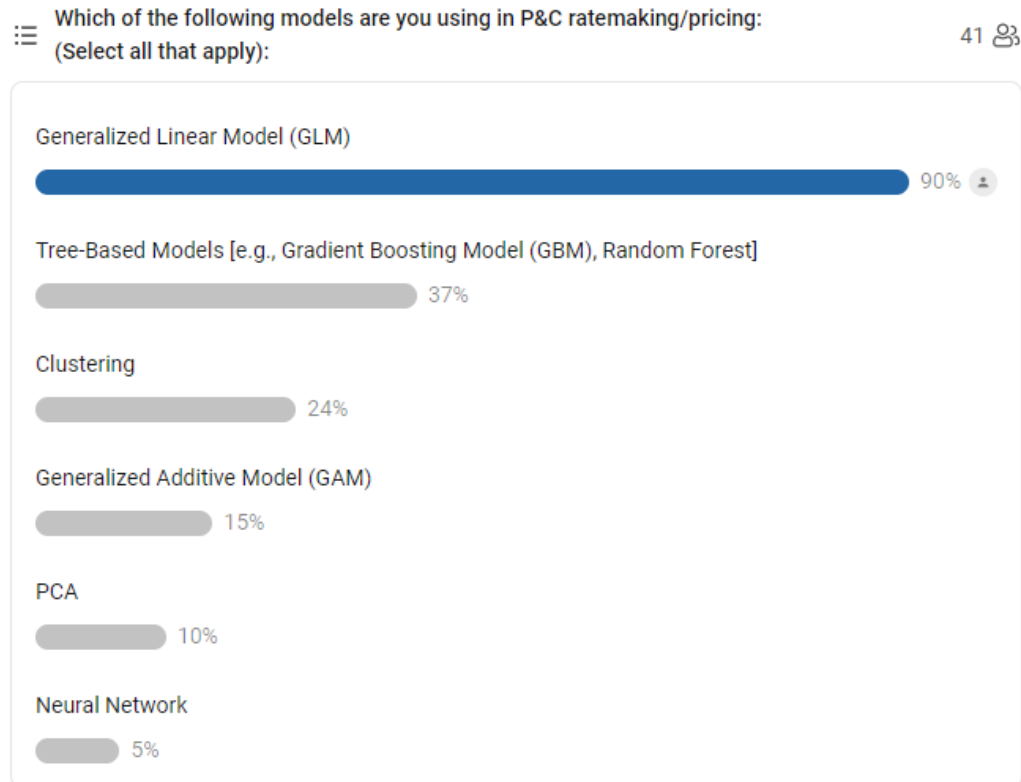 Which of the following models are you using in P&C ratemaking/pricing:
(Select all that apply):
41
Generalized Linear Model (GLM)
90%
Tree-Based Models [e.g., Gradient Boosting Model (GBM), Random Forest]
37%
Clustering
24%
Generalized Additive Model (GAM)
15%
PCA
10%
Neural Network
5%